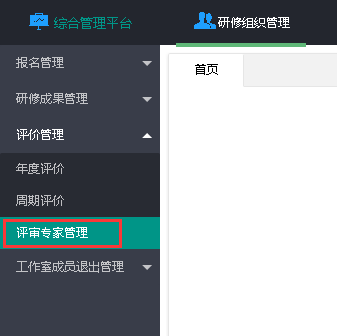 综合管理平台 研修组织管理
报名管理
首页
研修成果管理
评价管理
年度评价
周期评价
评审专家管理
工作室成员退出管理